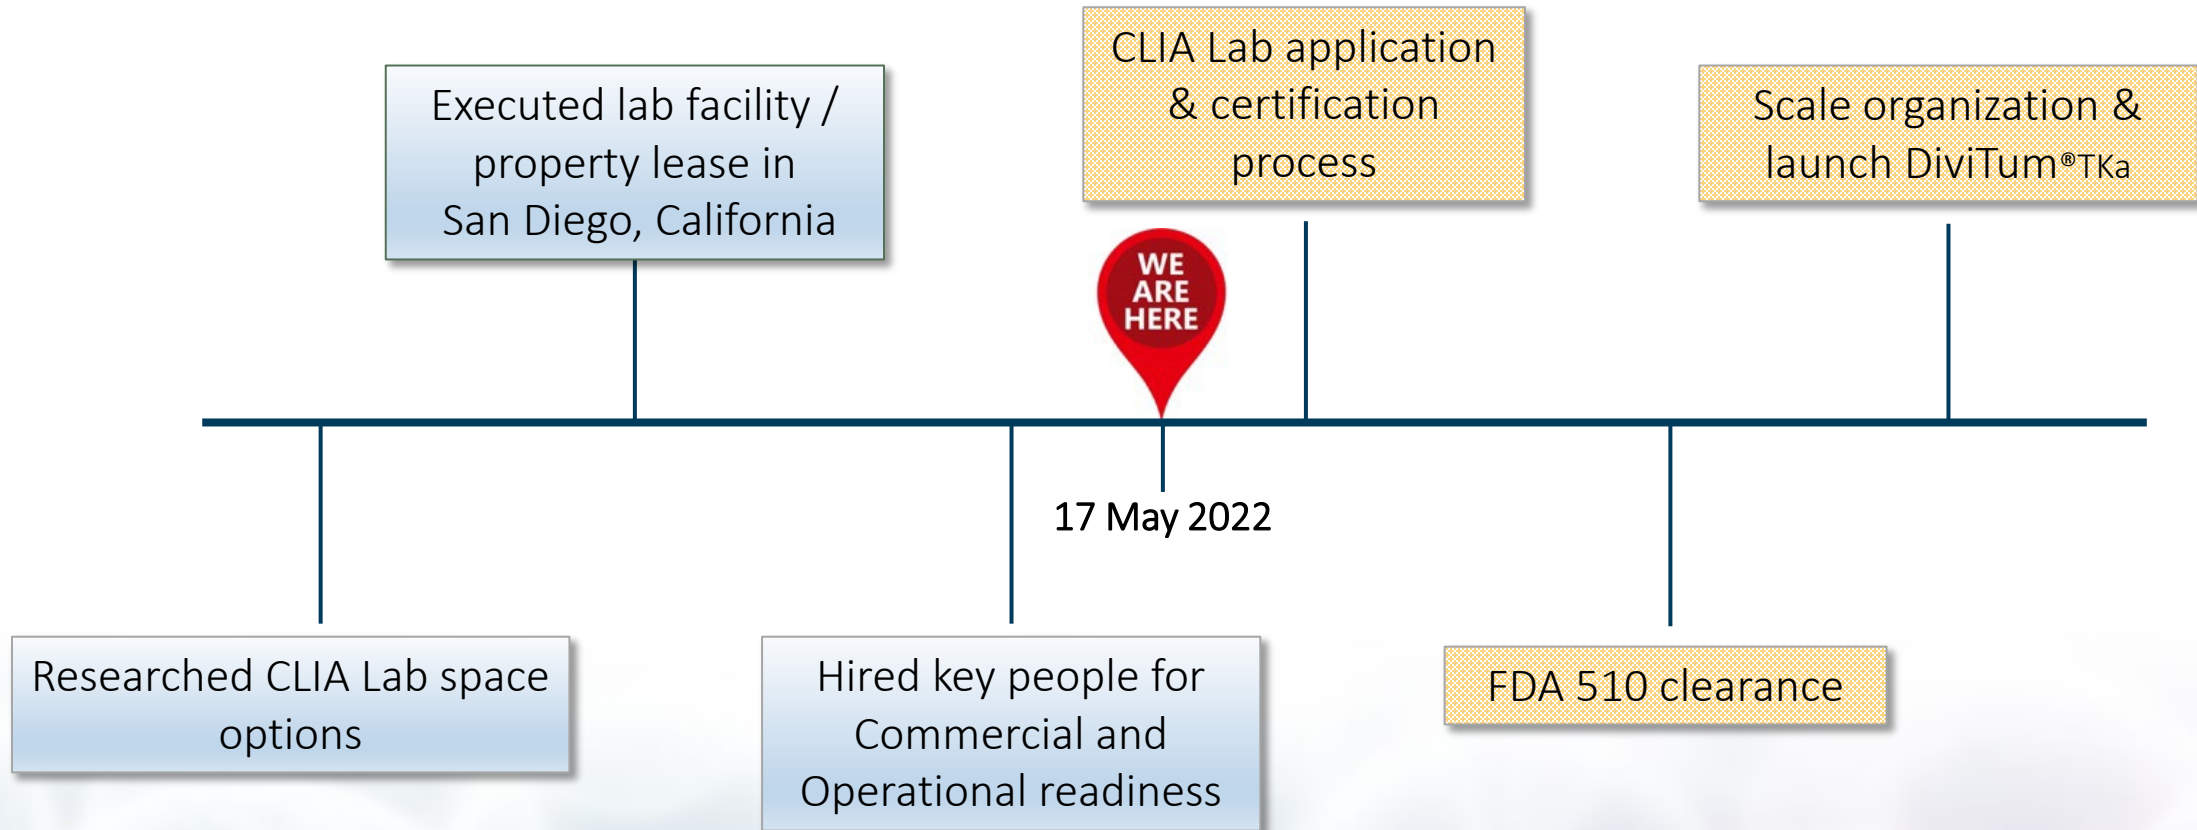 CLIA Lab application
& certification
process
Executed lab facility /
property lease in
San Diego, California
Scale organization &
launch DiviTum®TKa
WE
ARE
HERE
17 May 2022
Researched CLIA Lab space
options
Hired key people for
Commercial and
Operational readiness
FDA 510 clearance